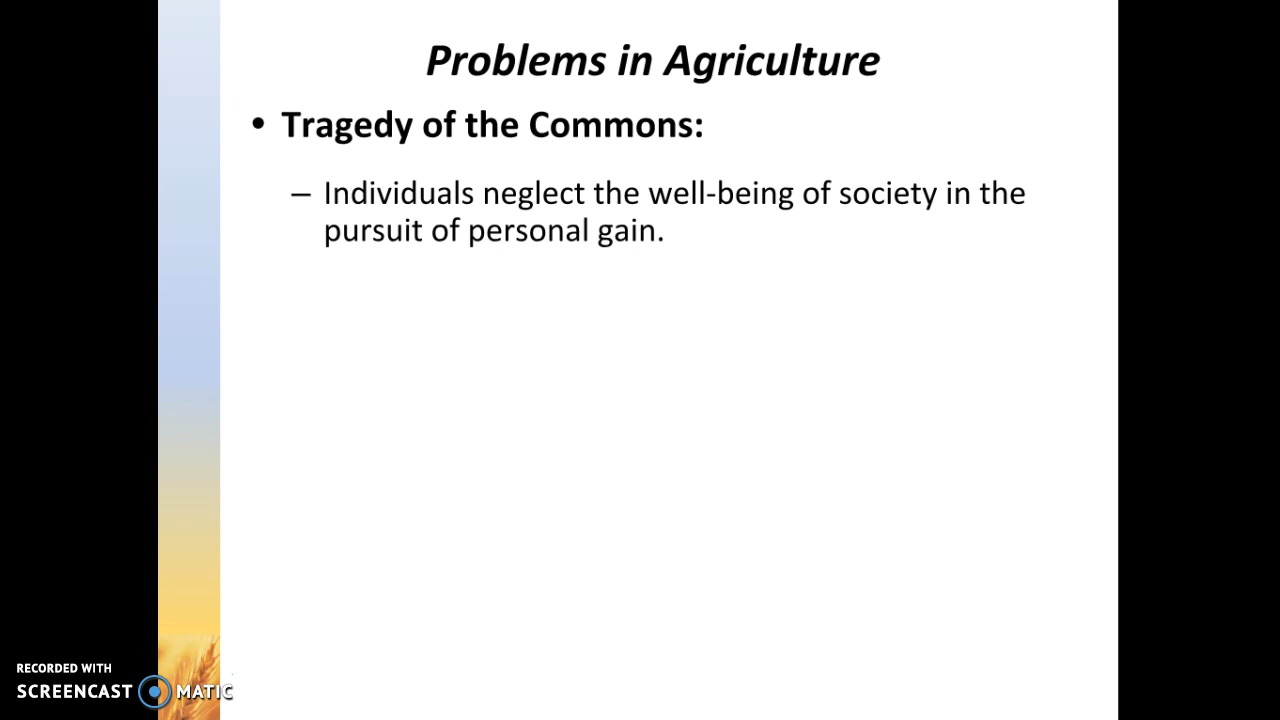 Problems in Agriculture
• Tragedy of the Commons:
– Individuals neglect the well-being of society in the
pursuit of personal gain.
RECORDED WITH
SCREENCAST MATIC